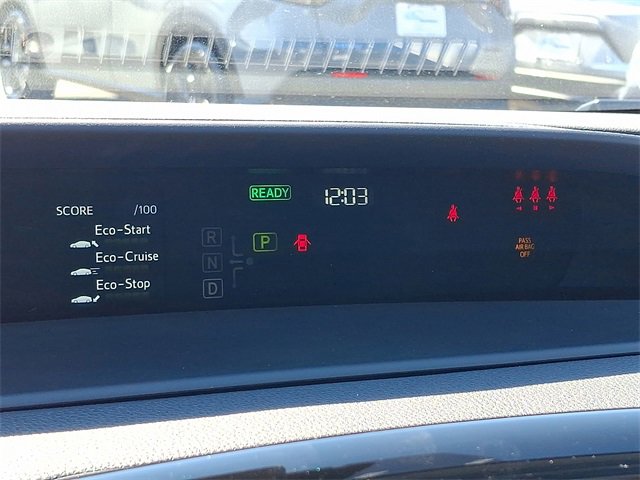 READY
12:03
SCORE /100
Eco-Start
Eco-Cruise
Eco-Stop
R
N
D
P
PASS
AIR BAG
OFF